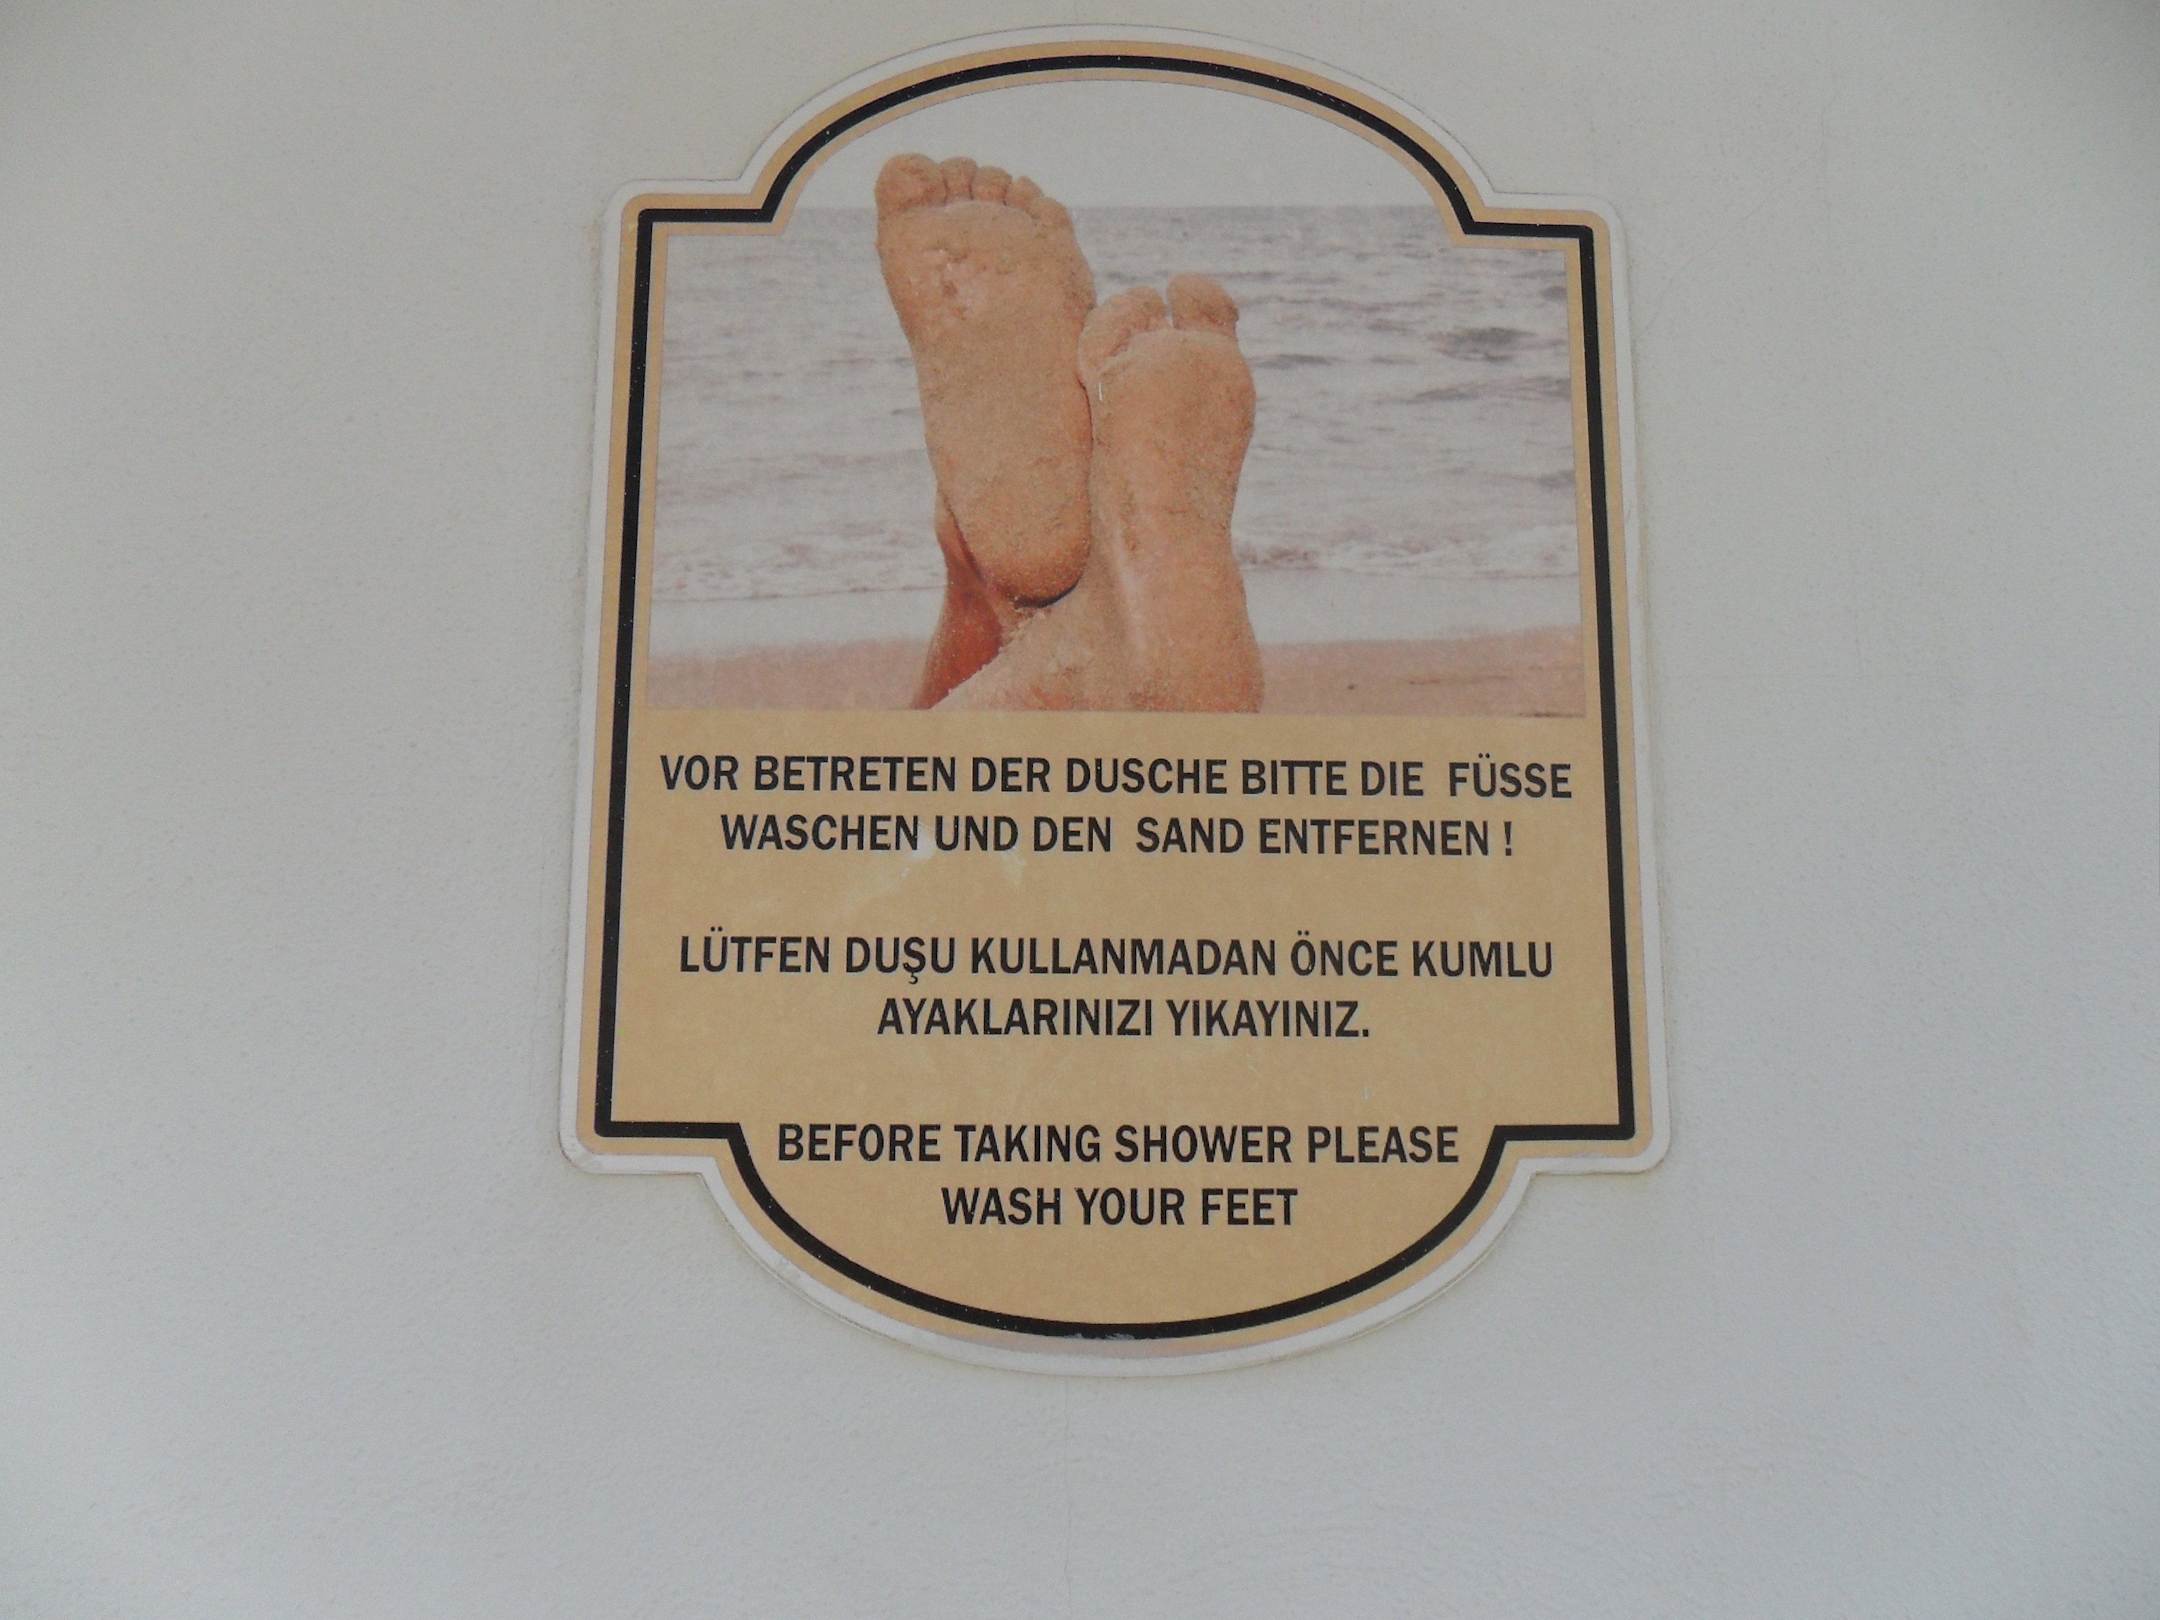 VOR BETRETEN DER DUSCHE BITTE DIE FÜSSE
WASCHEN UND DEN SAND ENTFERNEN !
LÜTFEN DUŞU KULLANMADAN ÖNCE KUMLU
AYAKLARINIZI YIKAYINIZ.
BEFORE TAKING SHOWER PLEASE
WASH YOUR FEET